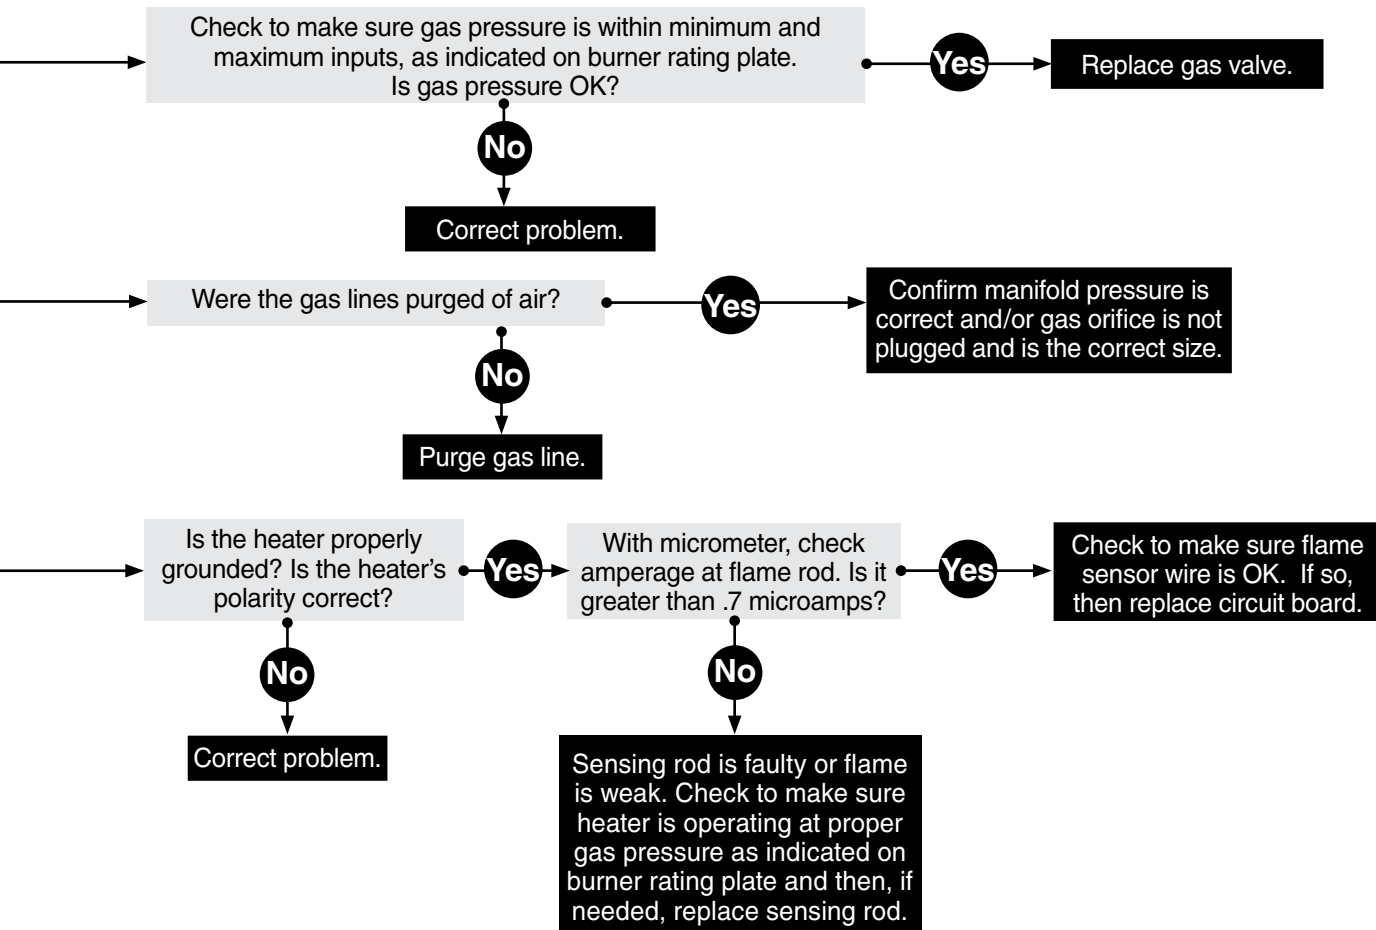 Check to make sure gas pressure is within minimum and
maximum inputs, as indicated on burner rating plate.
Is gas pressure OK?
Yes
Replace gas valve.
No
Correct problem.
Were the gas lines purged of air?
Yes
Confirm manifold pressure is
correct and/or gas orifice is not
plugged and is the correct size.
No
Purge gas line.
Is the heater properly
grounded? Is the heater’s
polarity correct?
Yes
With micrometer, check
amperage at flame rod. Is it
greater than .7 microamps?
Yes
Check to make sure flame
sensor wire is OK.  If so,
then replace circuit board.
No
Correct problem.
No
Sensing rod is faulty or flame
is weak. Check to make sure
heater is operating at proper
gas pressure as indicated on
burner rating plate and then, if
needed, replace sensing rod.